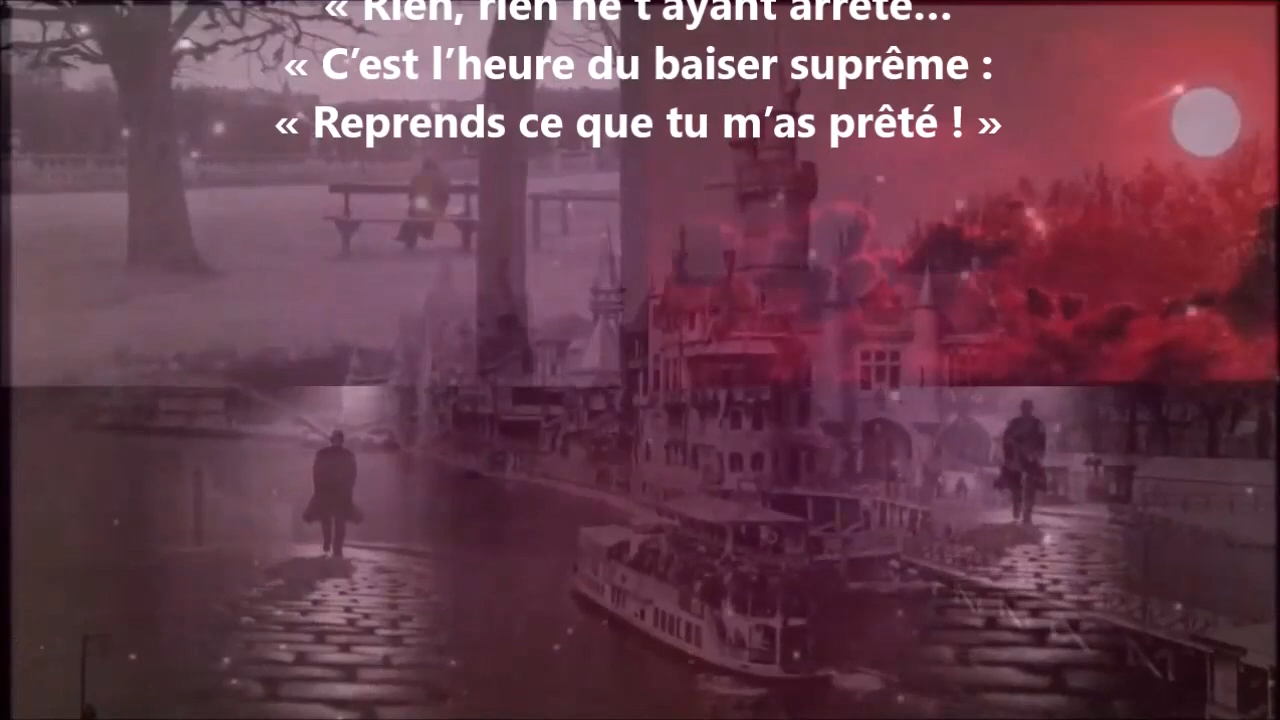 « Rien, rien ne t’ayant arrêté…
« C’est l’heure du baiser suprême :
« Reprends ce que tu m’as prêté ! »